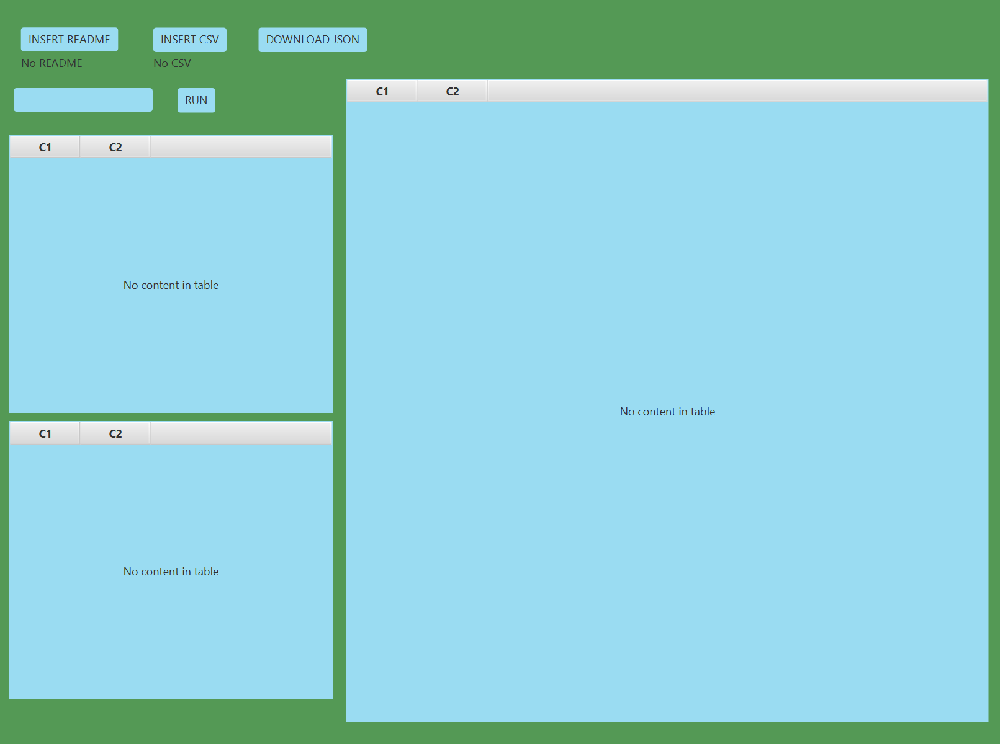 INSERT README
INSERT CSV
DOWNLOAD JSON
No README
No CSV
RUN
C1 C2
No content in table
C1 C2
No content in table
C1 C2
No content in table